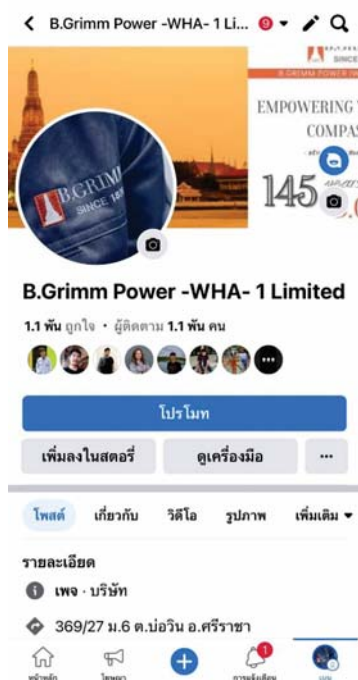 B.Grimm Power -WHA- 1 Li...
9
SINCE
EMPOWERING
COMPA
145
years
B.GRIMM
SINCE 18
B.Grimm Power -WHA- 1 Limited
1.1 พัน ถูกใจ • ผู้ติดตาม 1.1 พัน คน
โปรโมท
เพิ่มลงในสตอรี่
ดูเครื่องมือ
โพสต์
เกี่ยวกับ
วิดีโอ
รูปภาพ
เพิ่มเติม
รายละเอียด
เพจ · บริษัท
369/27 ม.6 ต.บ่อวิน อ.ศรีราชา
1
หน้าหลัก
โฆษณา
การแจ้งเตือน
เมนู